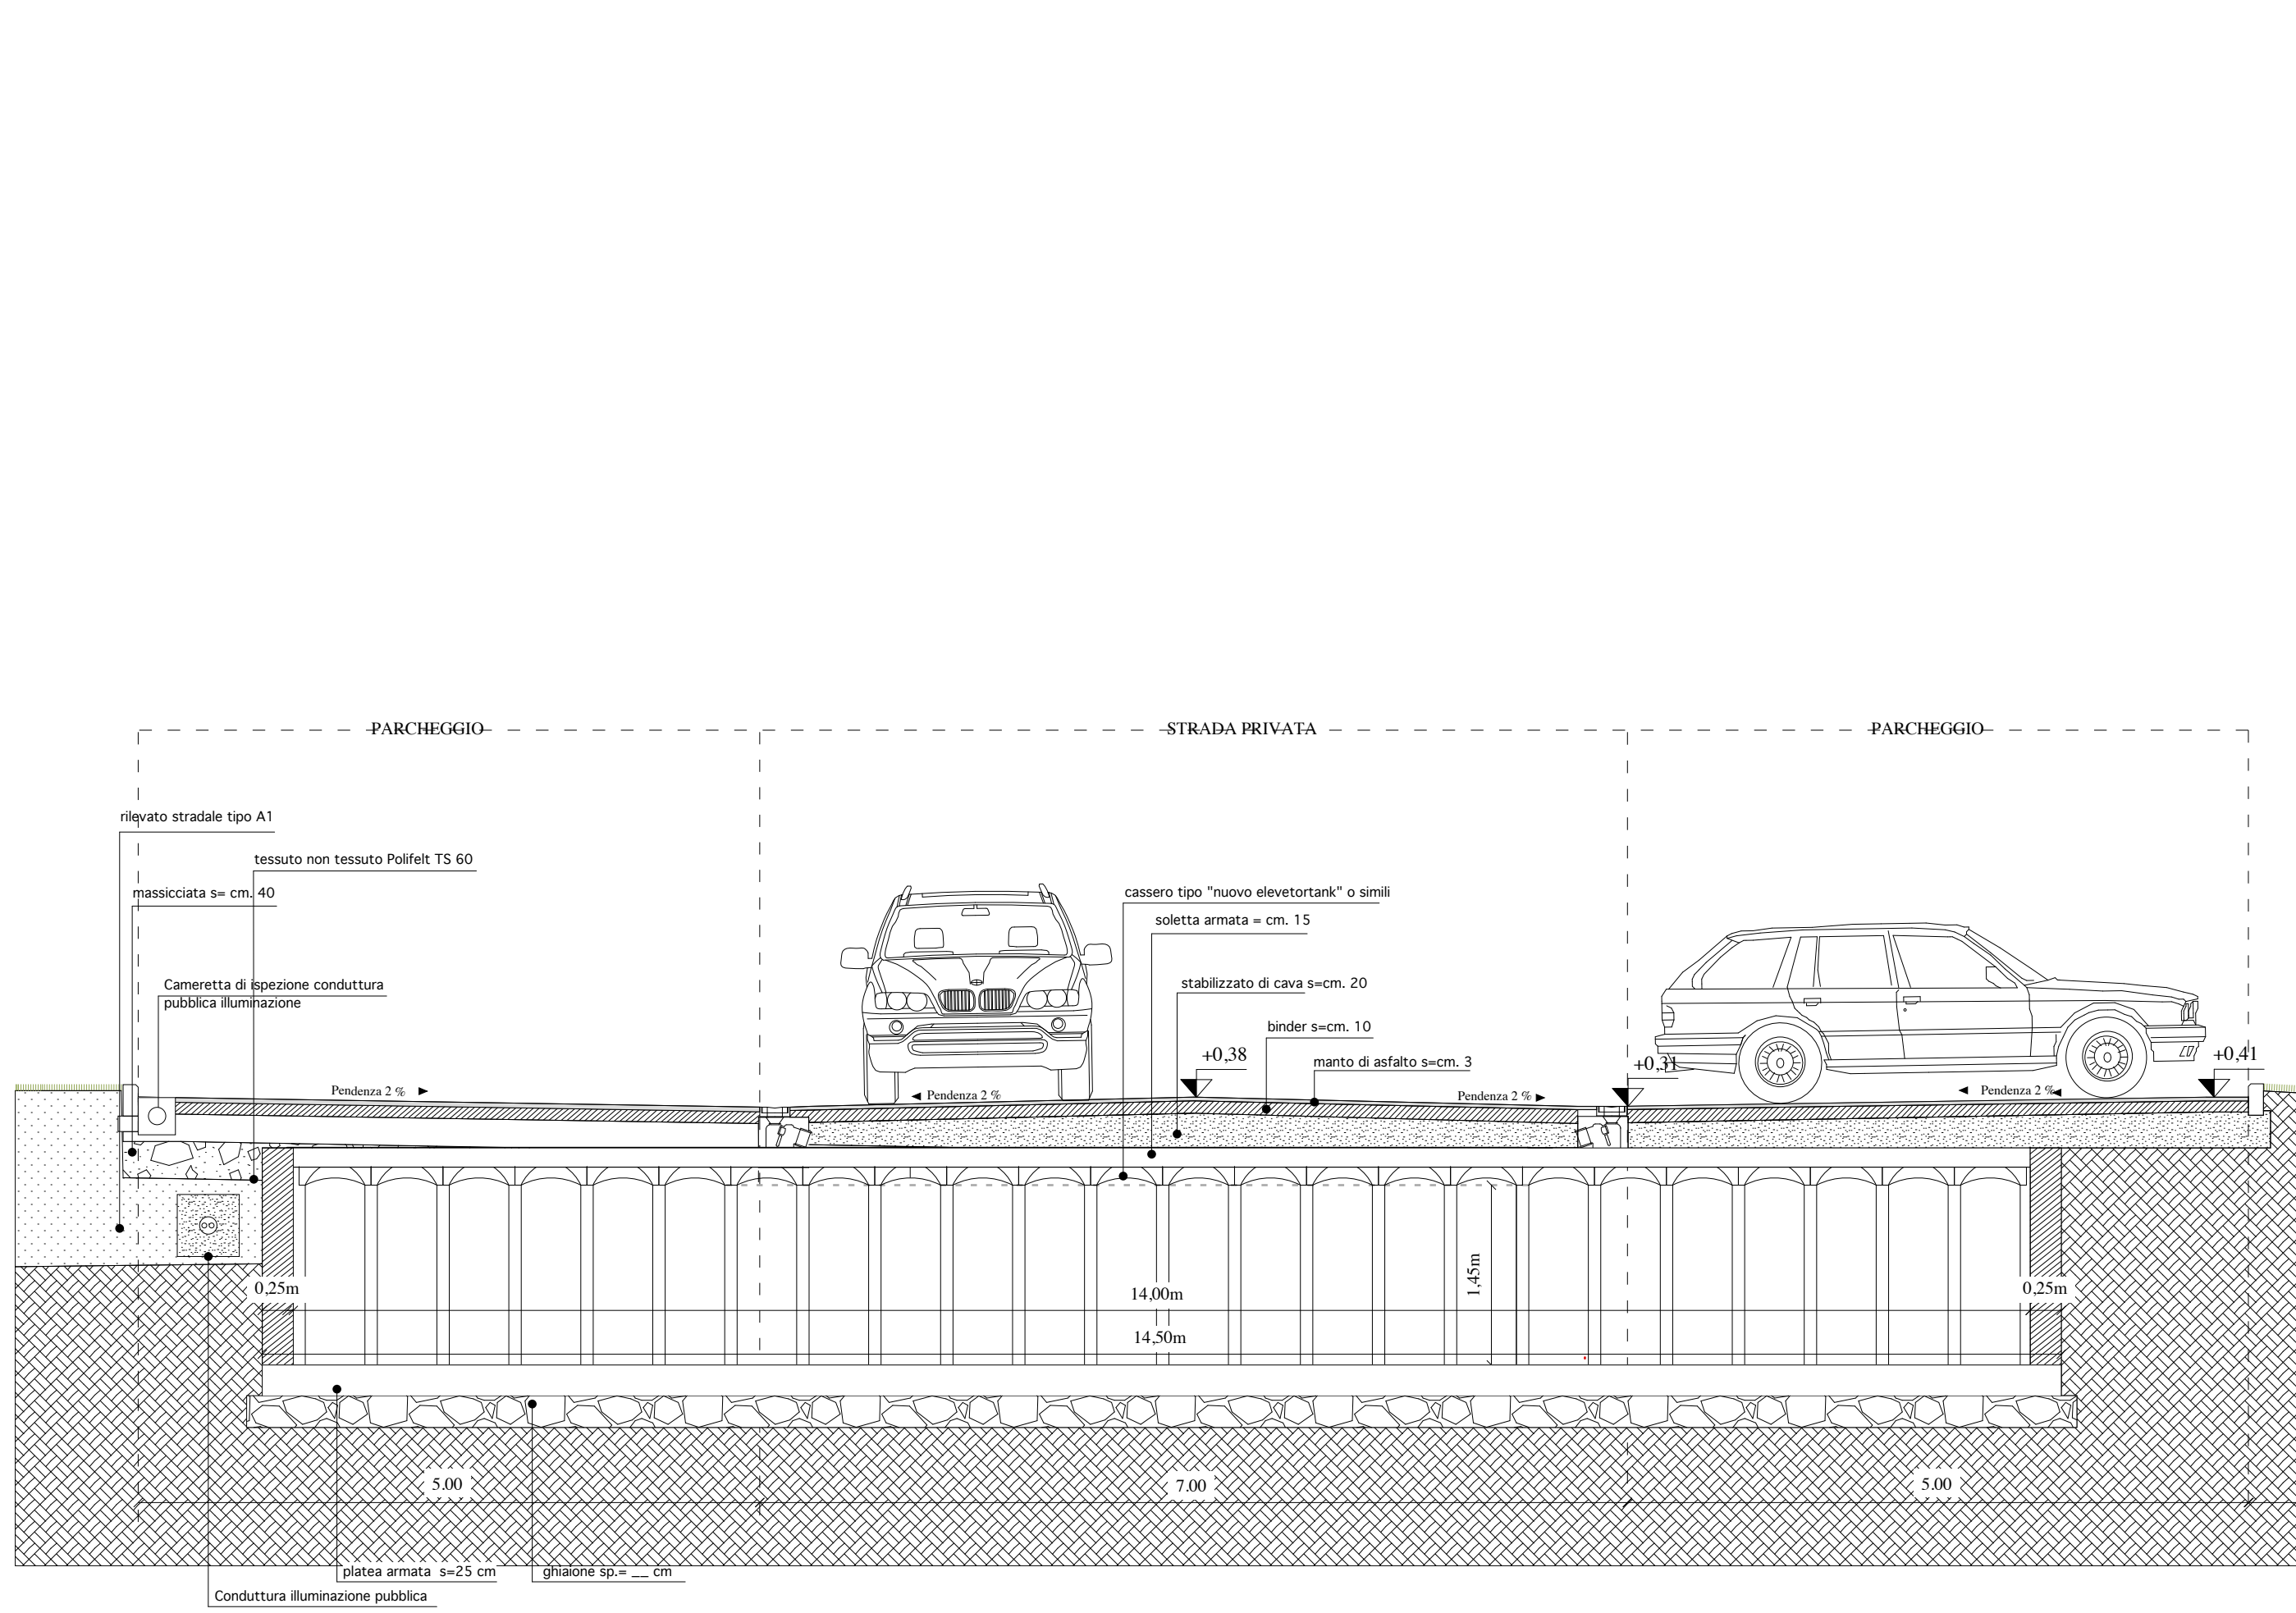 PARCHEGGIO
STRADA PRIVATA
PARCHEGGIO
rilevato stradale tipo A1
tessuto non tessuto Polifelt TS 60
massicciata s= cm. 40
cassero tipo "nuovo elevetortank" o simili
soletta armata = cm. 15
Cameretta di ispezione conduttura
pubblica illuminazione
stabilizzato di cava s=cm. 20
binder s=cm. 10
manto di asfalto s=cm. 3
+0,38
+0,31
+0,41
Pendenza 2 %
Pendenza 2 %
Pendenza 2 %
Pendenza 2 %
0,25m
14,00m
1,45m
0,25m
14,50m
5.00
7.00
5.00
platea armata s=25 cm
ghiaione sp.= __ cm
Conduttura illuminazione pubblica